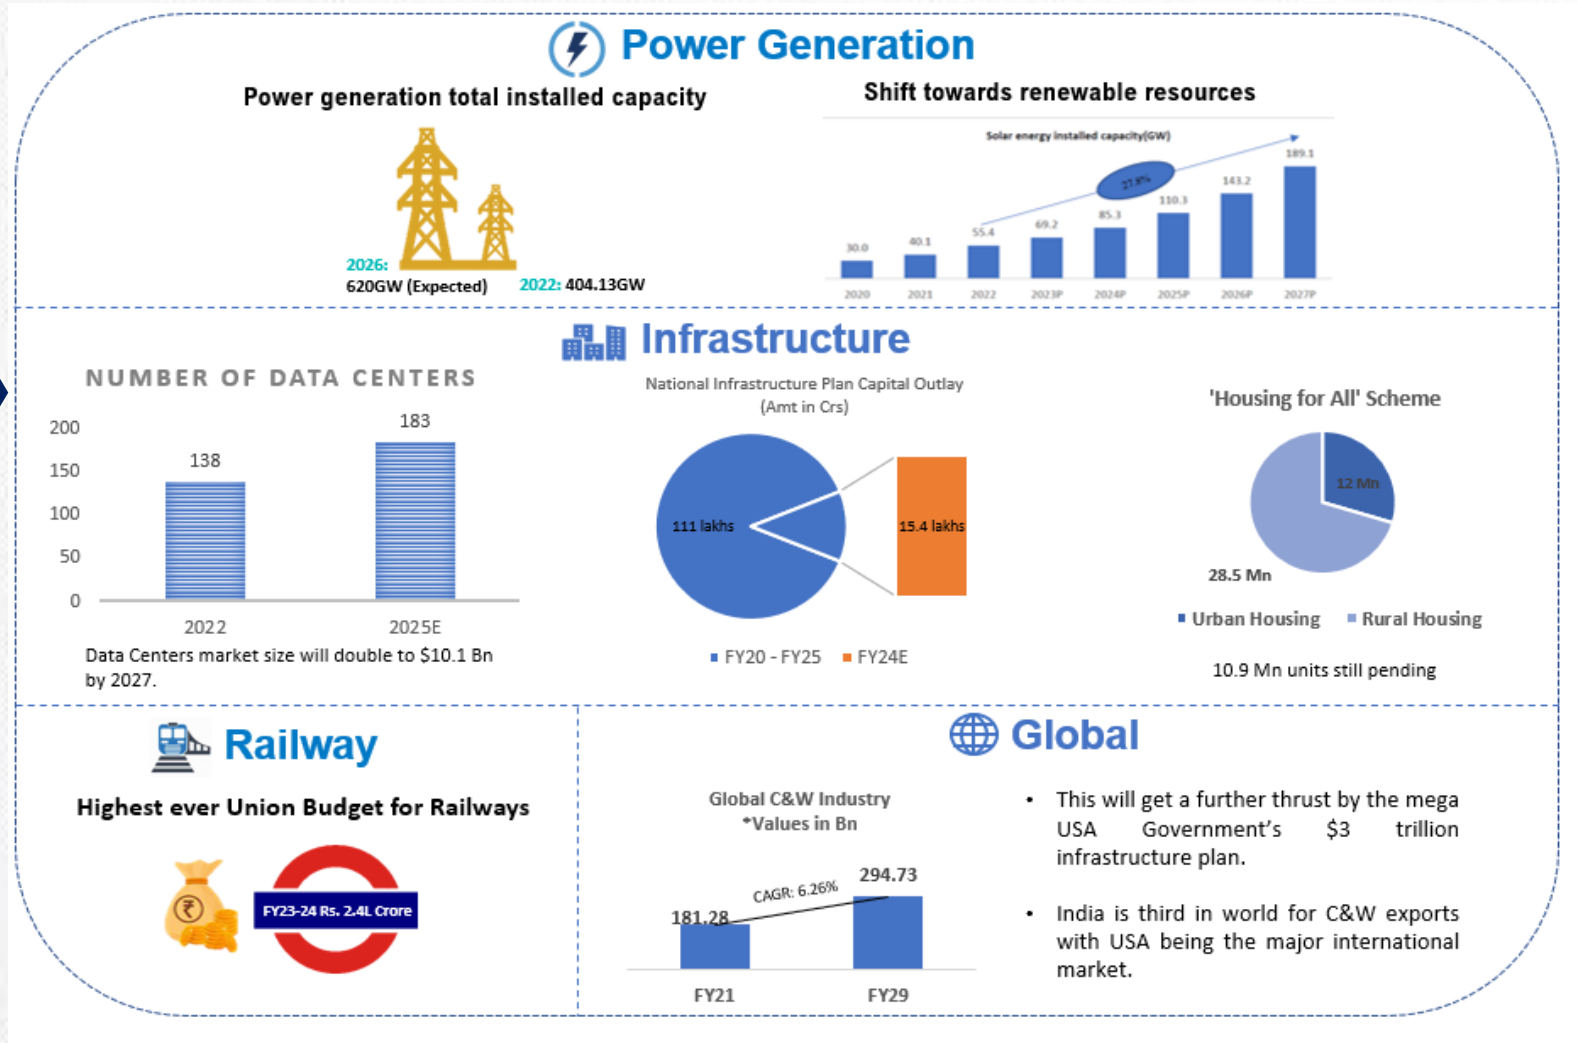 Power Generation
Power generation total installed capacity
2026:
620GW (Expected)
2022: 404.13GW
Shift towards renewable resources
Solar energy installed capacity(GW)
27.8%
30.0
40.1
55.4
69.2
85.3
110.3
143.2
189.1
2020
2021
2022
2023P
2024P
2025P
2026P
2027P
Infrastructure
NUMBER OF DATA CENTERS
200
150
100
50
0
138
183
2022
2025E
Data Centers market size will double to $10.1 Bn
by 2027.
National Infrastructure Plan Capital Outlay
(Amt in Crs)
111 lakhs
15.4 lakhs
FY20 - FY25
FY24E
'Housing for All' Scheme
12 Mn
28.5 Mn
Urban Housing
Rural Housing
10.9 Mn units still pending
Railway
Highest ever Union Budget for Railways
₹
FY23-24 Rs. 2.4L Crore
Global
Global C&W Industry
*Values in Bn
181.28
CAGR: 6.26%
294.73
FY21
FY29
• This will get a further thrust by the mega
USA Government's $3 trillion
infrastructure plan.
• India is third in world for C&W exports
with USA being the major international
market.